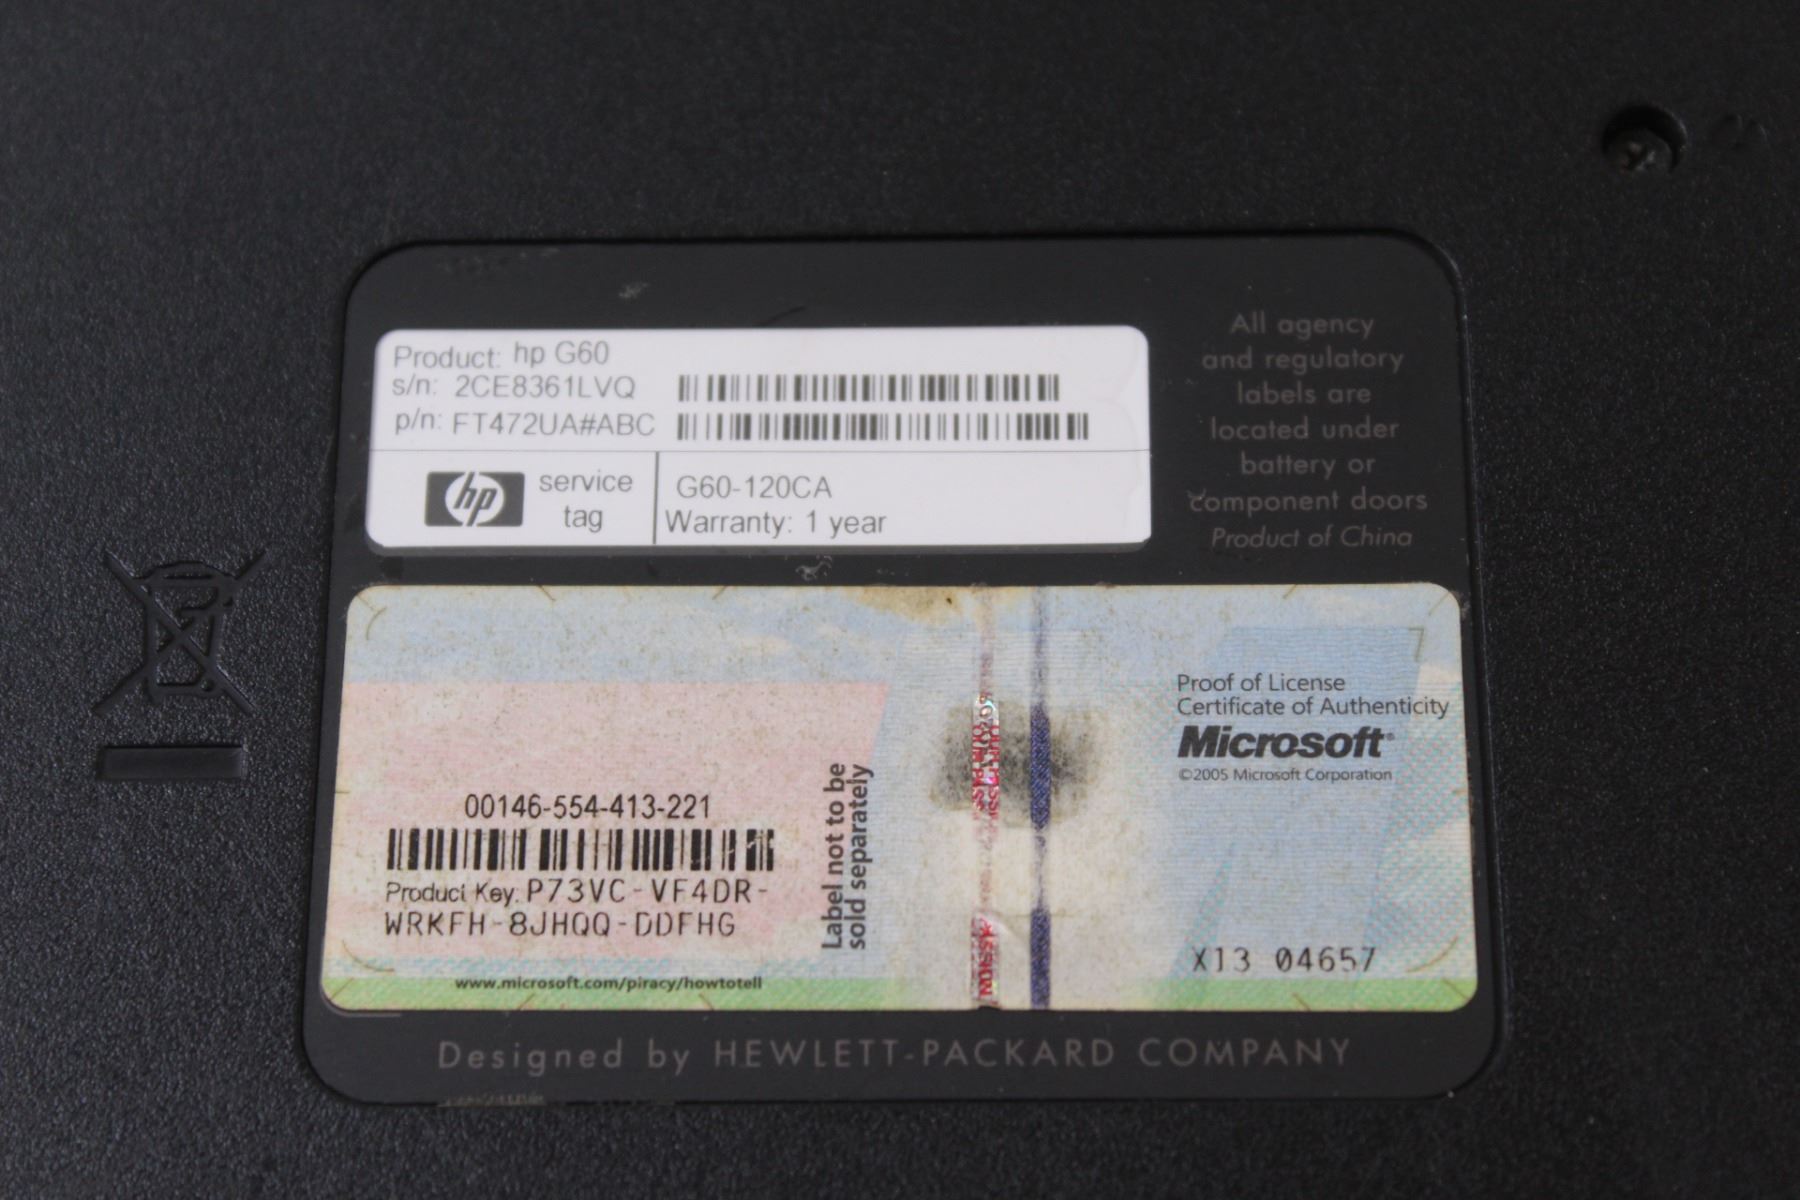 Product: hp G60
s/n: 2CE8361LVQ
p/n: FT472UA#ABC
hp
service
tag
G60-120CA
Warranty: 1 year
All agency
and regulatory
labels are
located under
battery or
component doors
Product of China
00146-554-413-221
Product Key: P73VC-VF4DR-
WRKFH-8JHQQ-DDFHG
www.microsoft.com/piracy/howtotell
Label not to be
sold separately
7
Proof of License
Certificate of Authenticity
Microsoft®
©2005 Microsoft Corporation
X13 04657
Designed by HEWLETT-PACKARD COMPANY